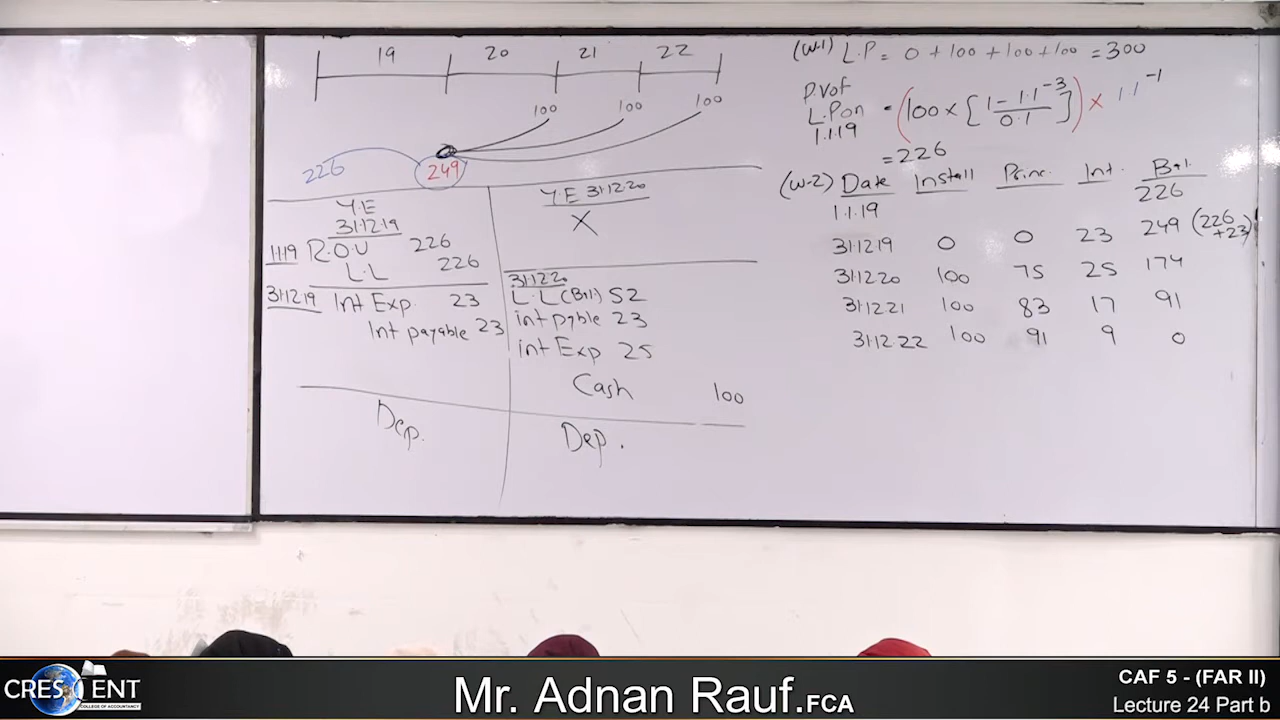 19 20 21 22
100 100 100
226 249
Y.E
31.12.19
1.1.19 R.O.U 226
L.L 226
31.12.19 Int Exp. 23
Int payable 23
Dep.
Y.E 31.12.20
X
31.12.20
L.L (Bal) 52
int pyble 23
int Exp 25
Cash 100
Dep.
(W-1) L.P = 0 + 100 + 100 + 100 = 300
P.V of
L.P on
1.1.19
= (100 × [1 - 1.1⁻³ / 0.1]) × 1.1⁻¹
= 226
(W-2) Date Install Princ. Int. Bal.
1.1.19 226
31.12.19 0 0 23 249 (226 +23)
31.12.20 100 75 25 174
31.12.21 100 83 17 91
31.12.22 100 91 9 0
CRESCENT
COLLEGE OF ACCOUNTANCY
Mr. Adnan Rauf.FCA
CAF 5 - (FAR II)
Lecture 24 Part b